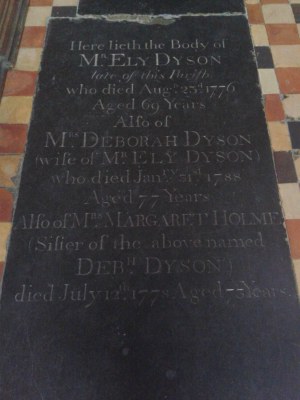 Here lieth the Body of
Mr. ELY DYSON
late of this Parish
who died Augst. 25th. 1776
Aged 69 Years
Also of
Mrs. DEBORAH DYSON
(wife of Mr. ELY DYSON)
who died Janry. 31st. 1788
Aged 77 Years
Also of Mrs. MARGARET HOLME
(Sister of the above named
DEBH. DYSON)
died July 1778 Aged 75 Years.